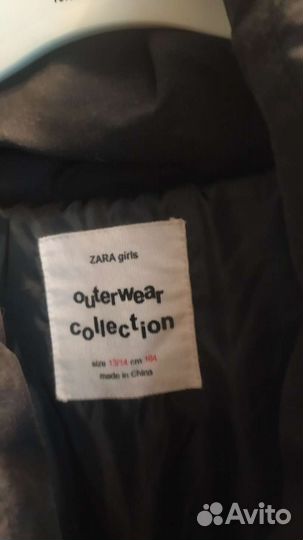 ZARA girls
outerwear
collection
size 13/14 cm 164
made in China
Avito